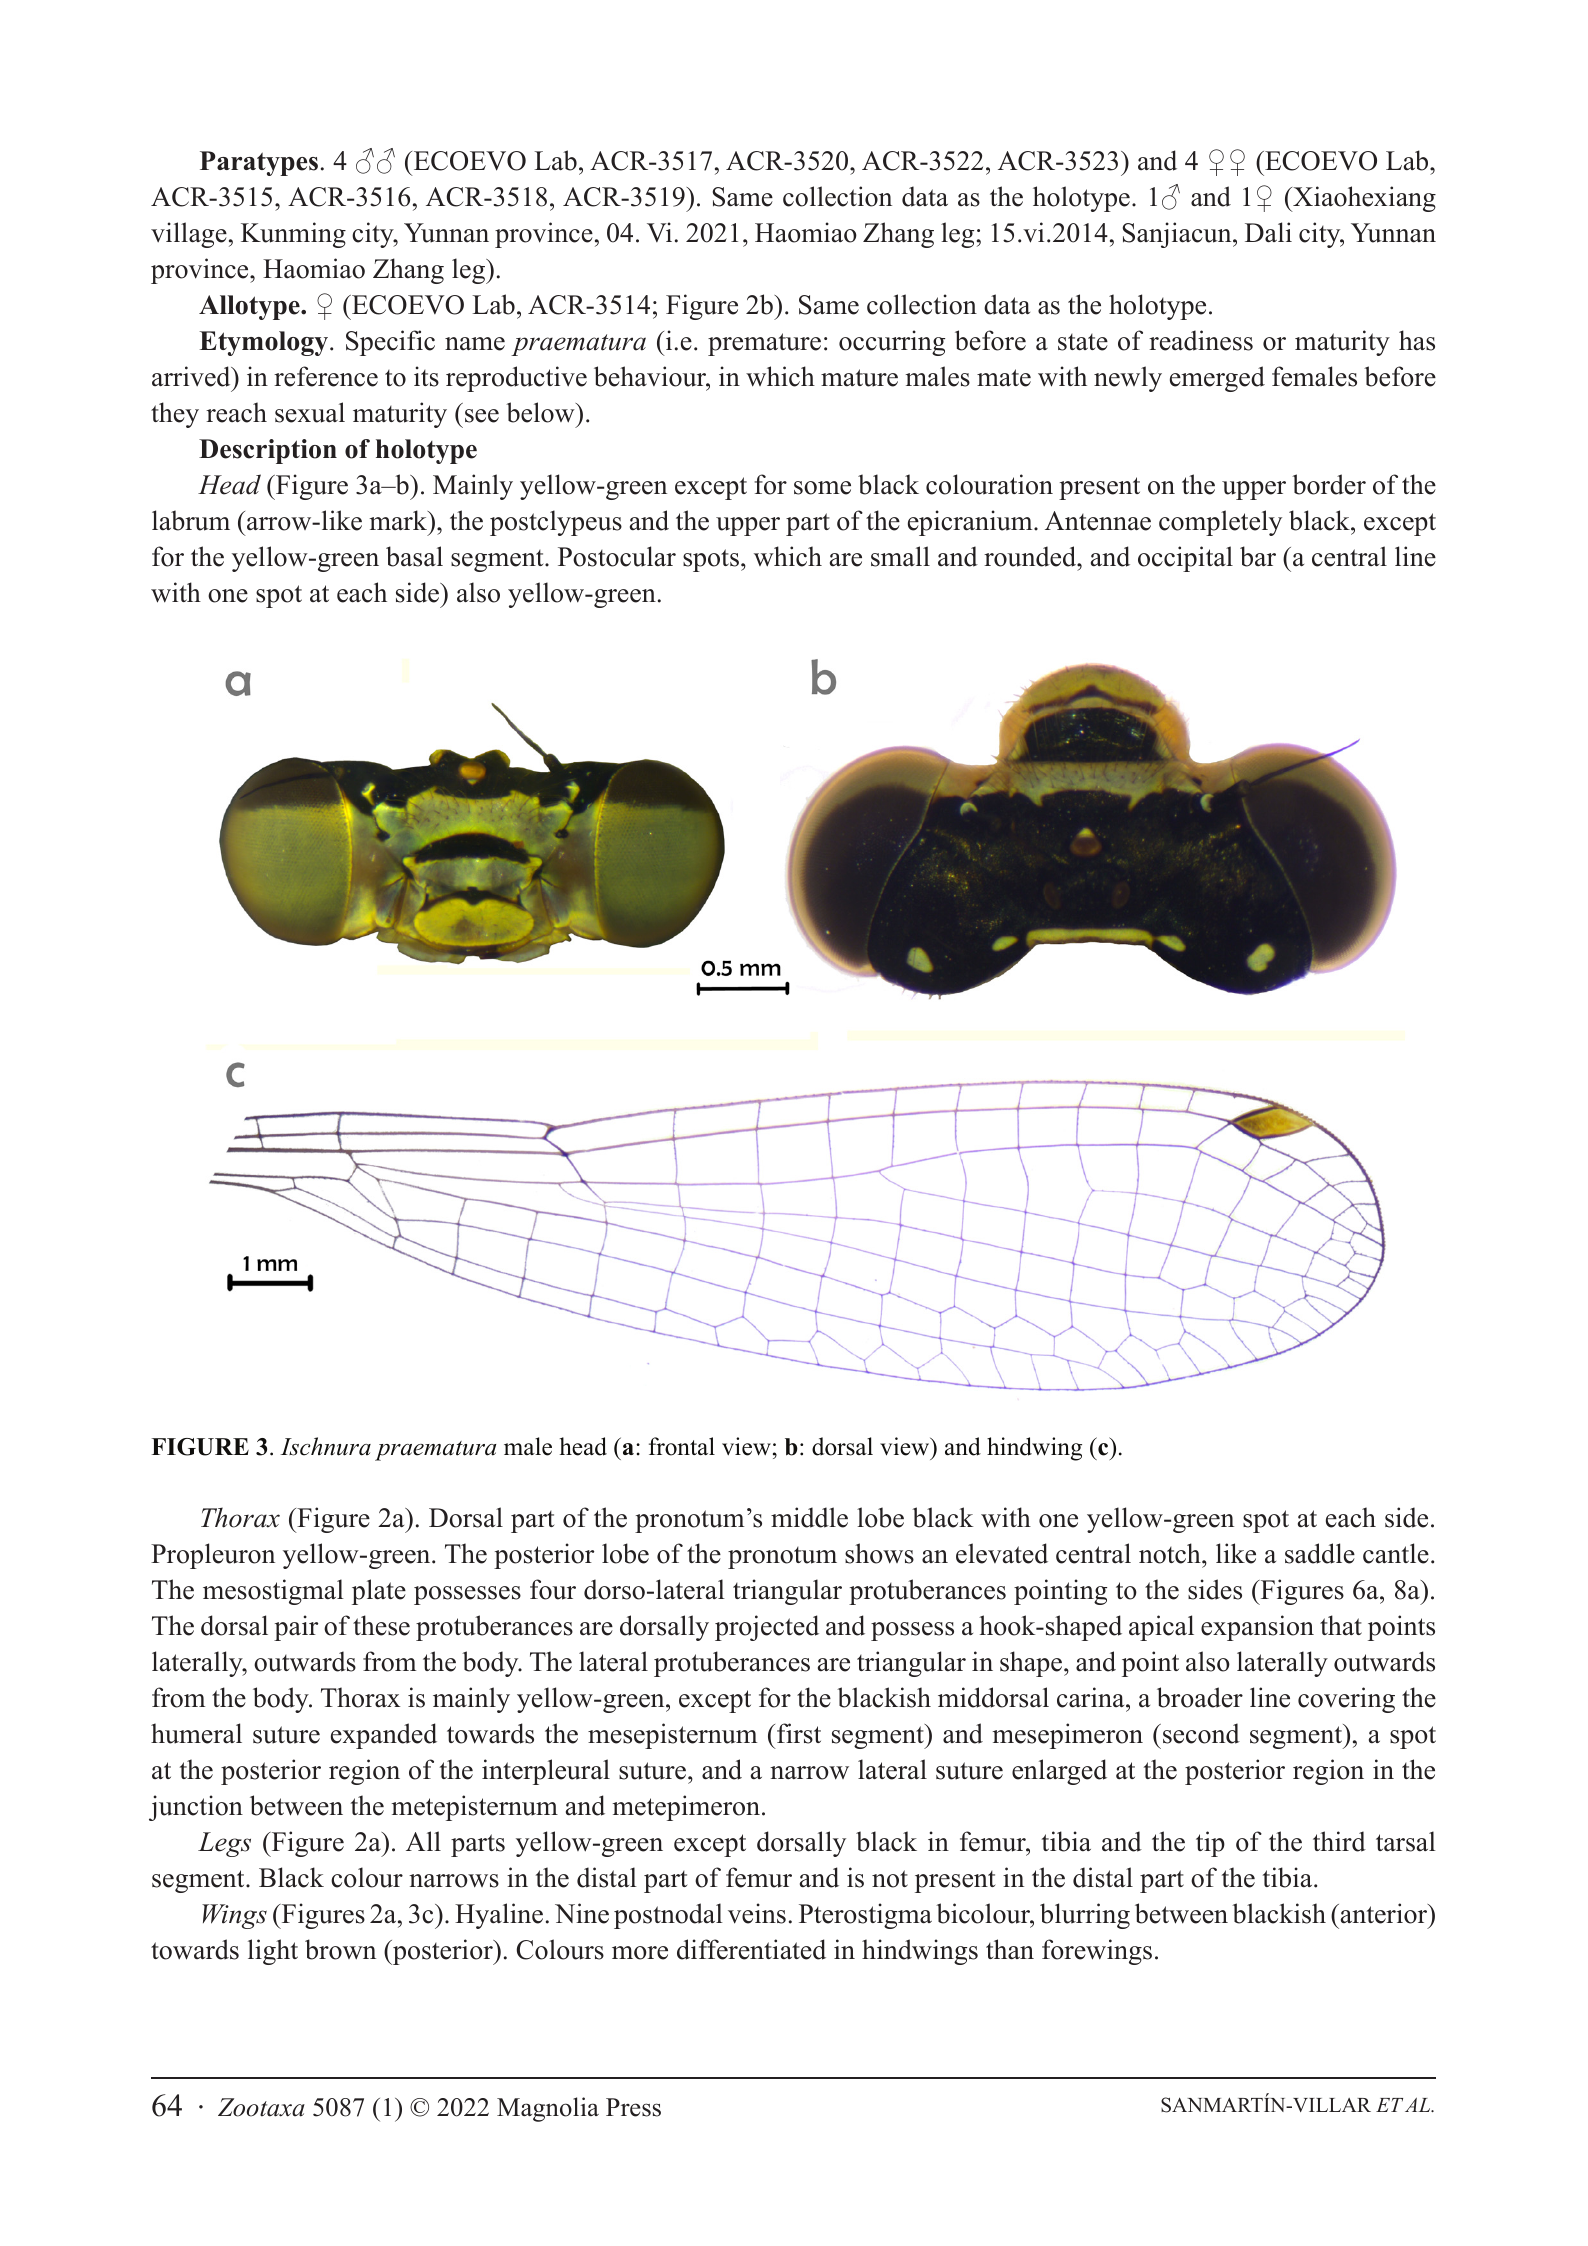 Paratypes. 4 ♂♂ (ECOEVO Lab, ACR-3517, ACR-3520, ACR-3522, ACR-3523) and 4 ♀♀ (ECOEVO Lab,
ACR-3515, ACR-3516, ACR-3518, ACR-3519). Same collection data as the holotype. 1♂ and 1♀ (Xiaohexiang
village, Kunming city, Yunnan province, 04. Vi. 2021, Haomiao Zhang leg; 15.vi.2014, Sanjiacun, Dali city, Yunnan
province, Haomiao Zhang leg).
Allotype. ♀ (ECOEVO Lab, ACR-3514; Figure 2b). Same collection data as the holotype.
Etymology. Specific name praematura (i.e. premature: occurring before a state of readiness or maturity has
arrived) in reference to its reproductive behaviour, in which mature males mate with newly emerged females before
they reach sexual maturity (see below).
Description of holotype
Head (Figure 3a–b). Mainly yellow-green except for some black colouration present on the upper border of the
labrum (arrow-like mark), the postclypeus and the upper part of the epicranium. Antennae completely black, except
for the yellow-green basal segment. Postocular spots, which are small and rounded, and occipital bar (a central line
with one spot at each side) also yellow-green.
a
b
0.5 mm
c
1 mm
FIGURE 3. Ischnura praematura male head (a: frontal view; b: dorsal view) and hindwing (c).
Thorax (Figure 2a). Dorsal part of the pronotum’s middle lobe black with one yellow-green spot at each side.
Propleuron yellow-green. The posterior lobe of the pronotum shows an elevated central notch, like a saddle cantle.
The mesostigmal plate possesses four dorso-lateral triangular protuberances pointing to the sides (Figures 6a, 8a).
The dorsal pair of these protuberances are dorsally projected and possess a hook-shaped apical expansion that points
laterally, outwards from the body. The lateral protuberances are triangular in shape, and point also laterally outwards
from the body. Thorax is mainly yellow-green, except for the blackish middorsal carina, a broader line covering the
humeral suture expanded towards the mesepisternum (first segment) and mesepimeron (second segment), a spot
at the posterior region of the interpleural suture, and a narrow lateral suture enlarged at the posterior region in the
junction between the metepisternum and metepimeron.
Legs (Figure 2a). All parts yellow-green except dorsally black in femur, tibia and the tip of the third tarsal
segment. Black colour narrows in the distal part of femur and is not present in the distal part of the tibia.
Wings (Figures 2a, 3c). Hyaline. Nine postnodal veins. Pterostigma bicolour, blurring between blackish (anterior)
towards light brown (posterior). Colours more differentiated in hindwings than forewings.
64 · Zootaxa 5087 (1) © 2022 Magnolia Press
SANMARTÍN-VILLAR ET AL.